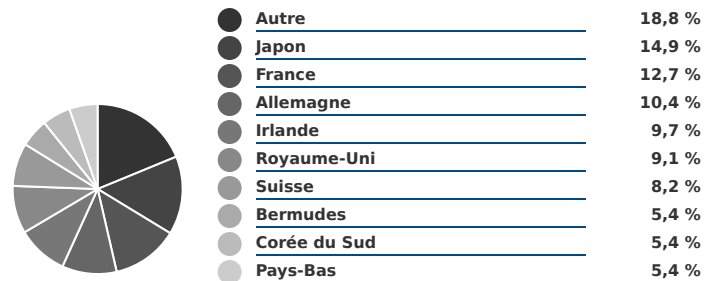 Autre 18,8 %
Japon 14,9 %
France 12,7 %
Allemagne 10,4 %
Irlande 9,7 %
Royaume-Uni 9,1 %
Suisse 8,2 %
Bermudes 5,4 %
Corée du Sud 5,4 %
Pays-Bas 5,4 %